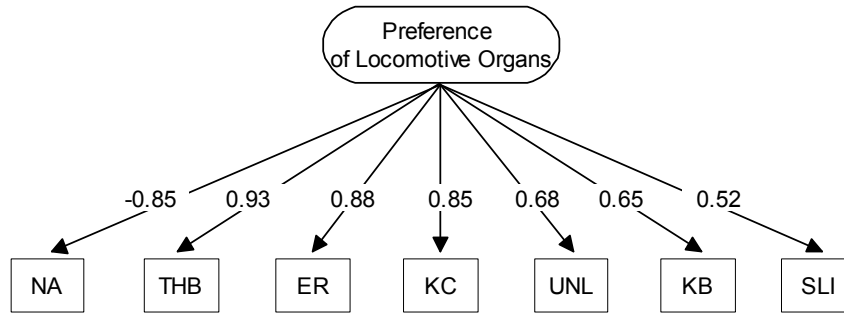 Preference
of Locomotive Organs
-0.85 0.93 0.88 0.85 0.68 0.65 0.52
NA THB ER KC UNL KB SLI